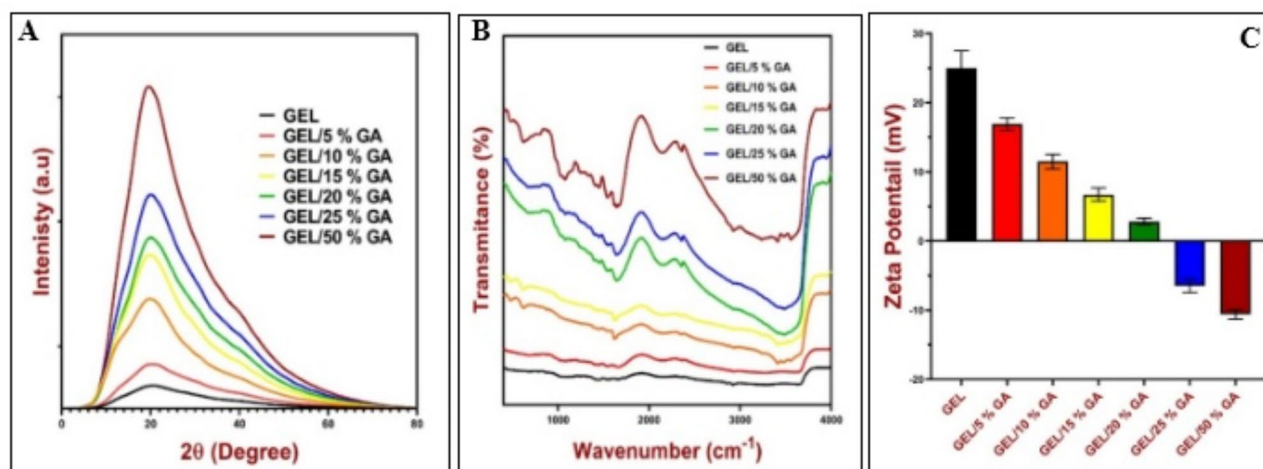 A
Intenisty (a.u)
GEL
GEL/5 % GA
GEL/10 % GA
GEL/15 % GA
GEL/20 % GA
GEL/25 % GA
GEL/50 % GA
0 20 40 60 80
2θ (Degree)
B
Transmitance (%)
GEL
GEL/5 % GA
GEL/10 % GA
GEL/15 % GA
GEL/20 % GA
GEL/25 % GA
GEL/50 % GA
1000 2000 3000 4000
Wavenumber (cm⁻¹)
C
Zeta Potentail (mV)
30
20
10
0
-10
-20
GEL
GEL/5 % GA
GEL/10 % GA
GEL/15 % GA
GEL/20 % GA
GEL/25 % GA
GEL/50 % GA